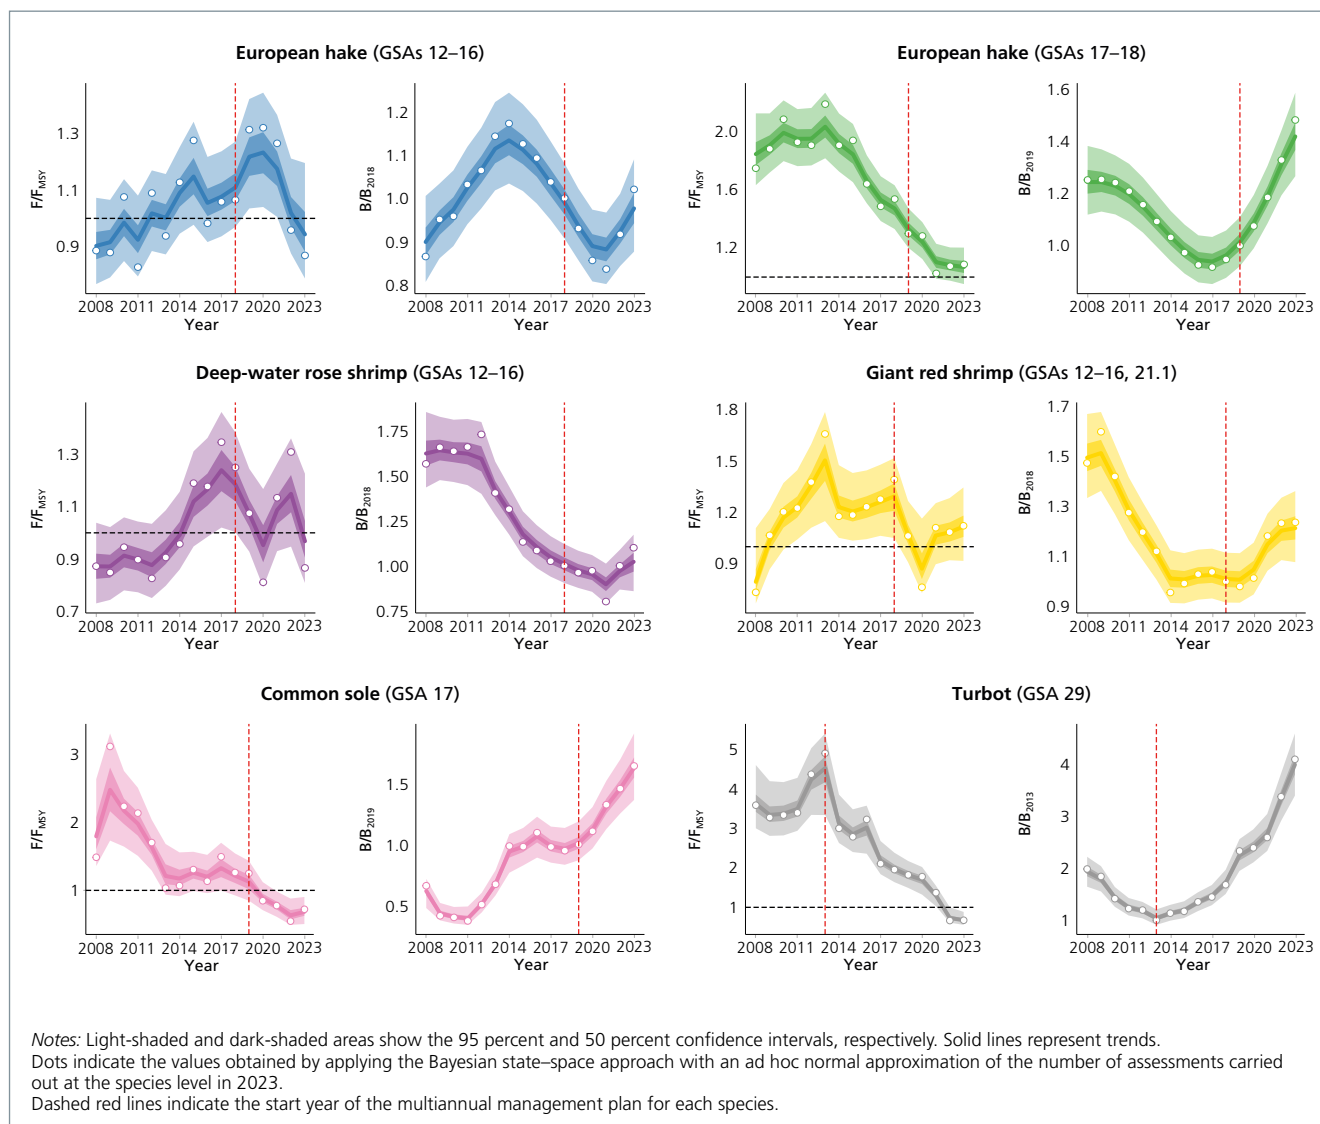 European hake (GSAs 12–16)
European hake (GSAs 17–18)
F/FMSY
1.3
1.1
0.9
2008 2011 2014 2017 2020 2023
Year
B/B2018
1.2
1.1
1.0
0.9
0.8
2008 2011 2014 2017 2020 2023
Year
F/FMSY
2.0
1.6
1.2
2008 2011 2014 2017 2020 2023
Year
B/B2019
1.6
1.4
1.2
1.0
2008 2011 2014 2017 2020 2023
Year
Deep-water rose shrimp (GSAs 12–16)
Giant red shrimp (GSAs 12–16, 21.1)
F/FMSY
1.3
1.1
0.9
0.7
2008 2011 2014 2017 2020 2023
Year
B/B2018
1.75
1.50
1.25
1.00
0.75
2008 2011 2014 2017 2020 2023
Year
F/FMSY
1.8
1.5
1.2
0.9
2008 2011 2014 2017 2020 2023
Year
B/B2018
1.7
1.5
1.3
1.1
0.9
2008 2011 2014 2017 2020 2023
Year
Common sole (GSA 17)
Turbot (GSA 29)
F/FMSY
3
2
1
2008 2011 2014 2017 2020 2023
Year
B/B2019
1.5
1.0
0.5
2008 2011 2014 2017 2020 2023
Year
F/FMSY
5
4
3
2
1
2008 2011 2014 2017 2020 2023
Year
B/B2013
4
3
2
1
2008 2011 2014 2017 2020 2023
Year
Notes: Light-shaded and dark-shaded areas show the 95 percent and 50 percent confidence intervals, respectively. Solid lines represent trends.
Dots indicate the values obtained by applying the Bayesian state–space approach with an ad hoc normal approximation of the number of assessments carried
out at the species level in 2023.
Dashed red lines indicate the start year of the multiannual management plan for each species.